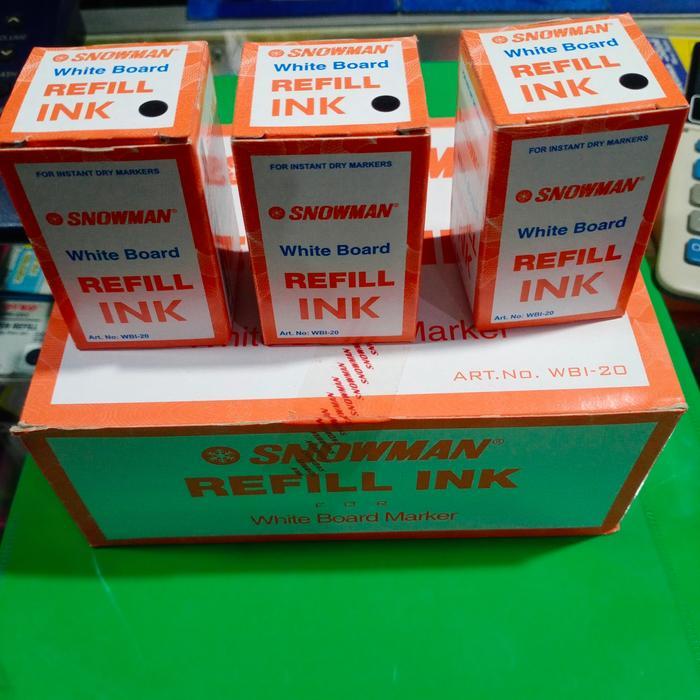 SNOWMAN
White Board
REFILL
INK
FOR INSTANT DRY MARKERS
SNOWMAN®
White Board
REFILL
INK
Art. No: WBI-20
SNOWMAN®
White Board
REFILL
INK
FOR INSTANT DRY MARKERS
SNOWMAN®
White Board
REFILL
INK
Art. No: WBI-20
SNOWMAN®
White Board
REFILL
INK
FOR INSTANT DRY MARKERS
SNOWMAN®
White Board
REFILL
INK
Art. No: WBI-20
Marker
ART.NO. WBI-20
SNOWMAN®
REFILL INK
FOR
White Board Marker